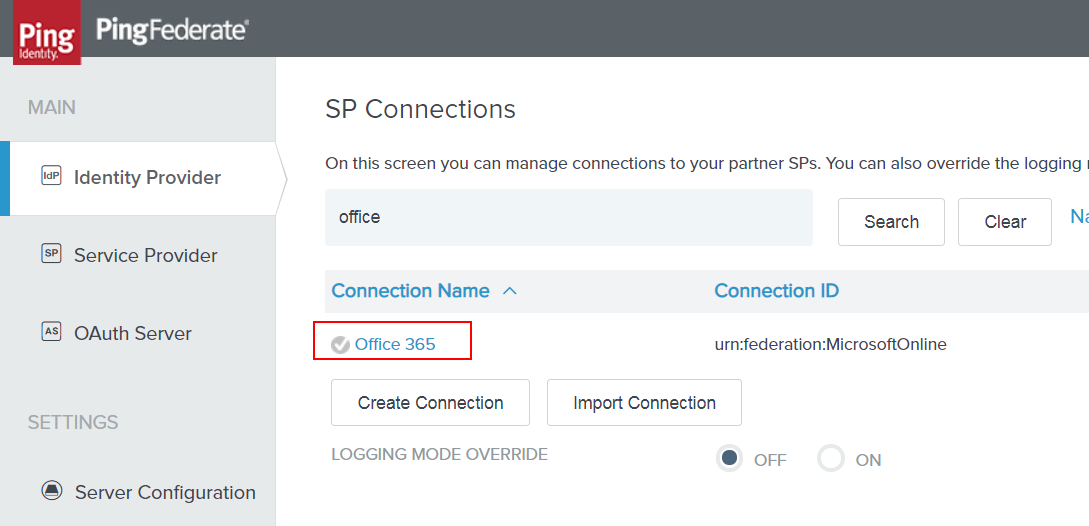 Ping
Identity.
PingFederate®
MAIN
IdP Identity Provider
SP Service Provider
AS OAuth Server
SETTINGS
Server Configuration
SP Connections
On this screen you can manage connections to your partner SPs. You can also override the logging
office
Search
Clear
Connection Name
Connection ID
Office 365
urn:federation:MicrosoftOnline
Create Connection
Import Connection
LOGGING MODE OVERRIDE
OFF
ON